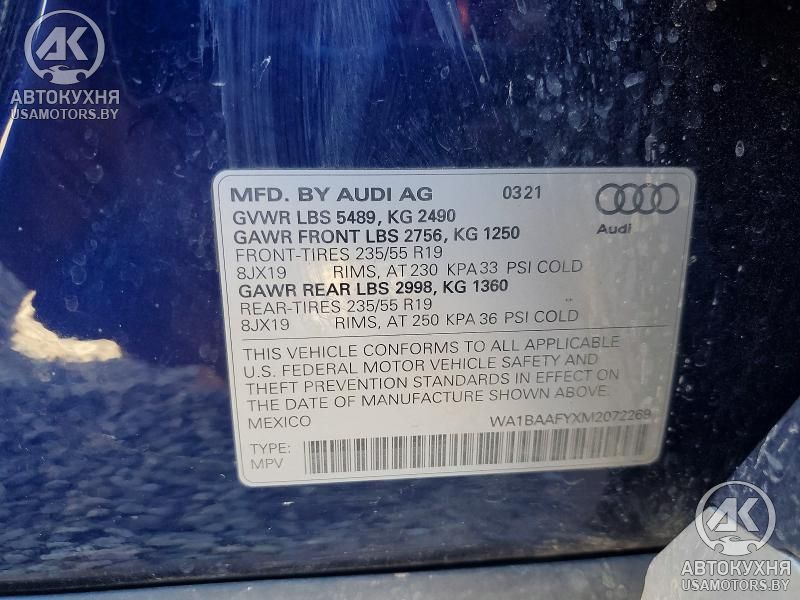 AK
АВТОКУХНЯ
USAMOTORS.BY
MFD. BY AUDI AG 0321
GVWR LBS 5489, KG 2490
GAWR FRONT LBS 2756, KG 1250
FRONT-TIRES 235/55 R19
8JX19 RIMS, AT 230 KPA 33 PSI COLD
GAWR REAR LBS 2998, KG 1360
REAR-TIRES 235/55 R19
8JX19 RIMS, AT 250 KPA 36 PSI COLD
Audi
THIS VEHICLE CONFORMS TO ALL APPLICABLE
U.S. FEDERAL MOTOR VEHICLE SAFETY AND
THEFT PREVENTION STANDARDS IN EFFECT ON
THE DATE OF MANUFACTURE SHOWN ABOVE.
MEXICO WA1BAAFYXM2072269
TYPE:
MPV
AK
АВТОКУХНЯ
USAMOTORS.BY